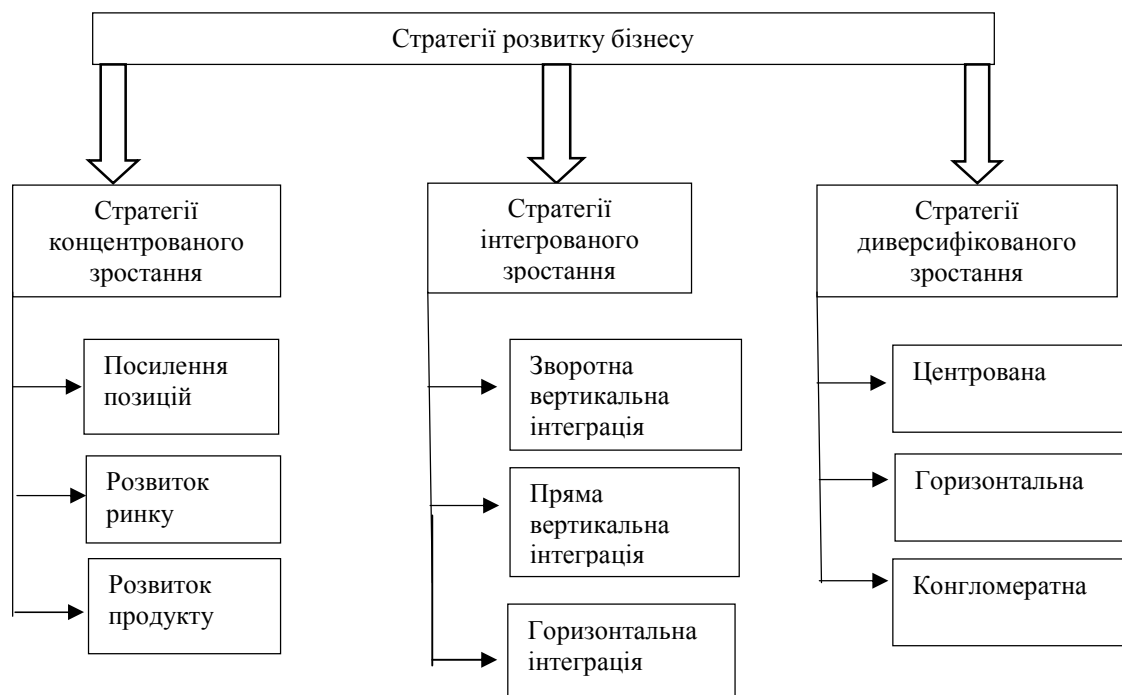 Стратегії розвитку бізнесу
Стратегії
концентрованого
зростання
Посилення
позицій
Розвиток
ринку
Розвиток
продукту
Стратегії
інтегрованого
зростання
Зворотна
вертикальна
інтеграція
Пряма
вертикальна
інтеграція
Горизонтальна
інтеграція
Стратегії
диверсифікованого
зростання
Центрована
Горизонтальна
Конгломератна